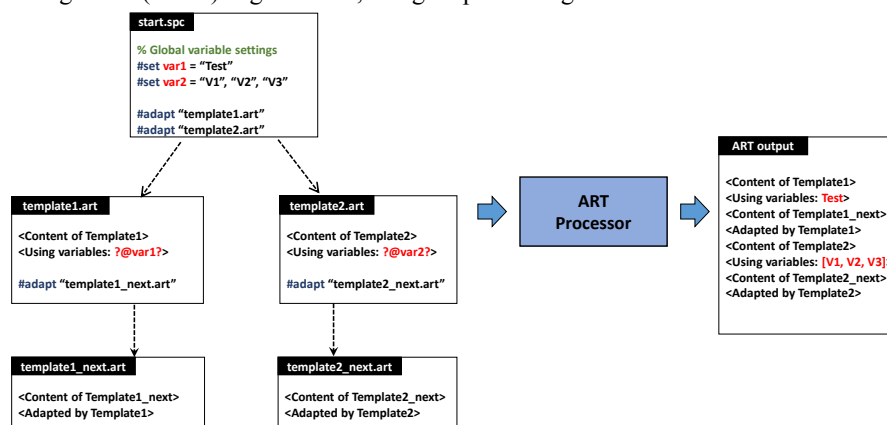 start.spc
% Global variable settings
#set var1 = “Test”
#set var2 = “V1”, “V2”, “V3”
#adapt “template1.art”
#adapt “template2.art”
template1.art
<Content of Template1>
<Using variables: ?@var1?>
#adapt “template1_next.art”
template2.art
<Content of Template2>
<Using variables: ?@var2?>
#adapt “template2_next.art”
template1_next.art
<Content of Template1_next>
<Adapted by Template1>
template2_next.art
<Content of Template2_next>
<Adapted by Template2>
ART
Processor
ART output
<Content of Template1>
<Using variables: Test>
<Content of Template1_next>
<Adapted by Template1>
<Content of Template2>
<Using variables: [V1, V2, V3]>
<Content of Template2_next>
<Adapted by Template2>